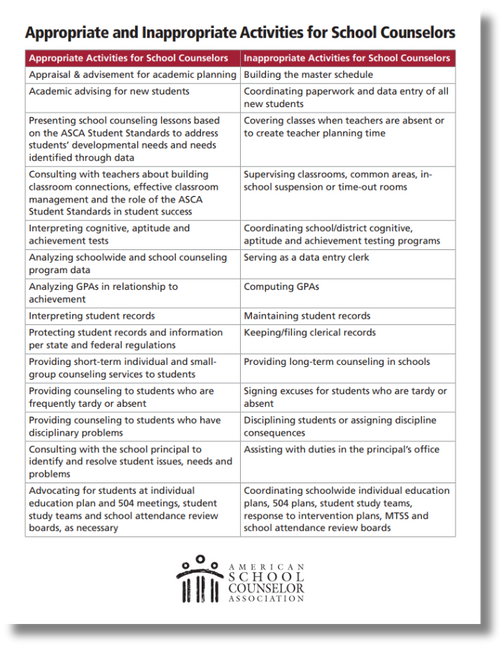 Appropriate and Inappropriate Activities for School Counselors
Appropriate Activities for School Counselors
Inappropriate Activities for School Counselors
Appraisal & advisement for academic planning
Building the master schedule
Academic advising for new students
Coordinating paperwork and data entry of all
new students
Presenting school counseling lessons based
on the ASCA Student Standards to address
students’ developmental needs and needs
identified through data
Covering classes when teachers are absent or
to create teacher planning time
Consulting with teachers about building
classroom connections, effective classroom
management and the role of the ASCA
Student Standards in student success
Supervising classrooms, common areas, in-
school suspension or time-out rooms
Interpreting cognitive, aptitude and
achievement tests
Coordinating school/district cognitive,
aptitude and achievement testing programs
Analyzing schoolwide and school counseling
program data
Serving as a data entry clerk
Analyzing GPAs in relationship to
achievement
Computing GPAs
Interpreting student records
Maintaining student records
Protecting student records and information
per state and federal regulations
Keeping/filing clerical records
Providing short-term individual and small-
group counseling services to students
Providing long-term counseling in schools
Providing counseling to students who are
frequently tardy or absent
Signing excuses for students who are tardy or
absent
Providing counseling to students who have
disciplinary problems
Disciplining students or assigning discipline
consequences
Consulting with the school principal to
identify and resolve student issues, needs and
problems
Assisting with duties in the principal’s office
Advocating for students at individual
education plan and 504 meetings, student
study teams and school attendance review
boards, as necessary
Coordinating schoolwide individual education
plans, 504 plans, student study teams,
response to intervention plans, MTSS and
school attendance review boards
AMERICAN
SCHOOL
COUNSELOR
ASSOCIATION